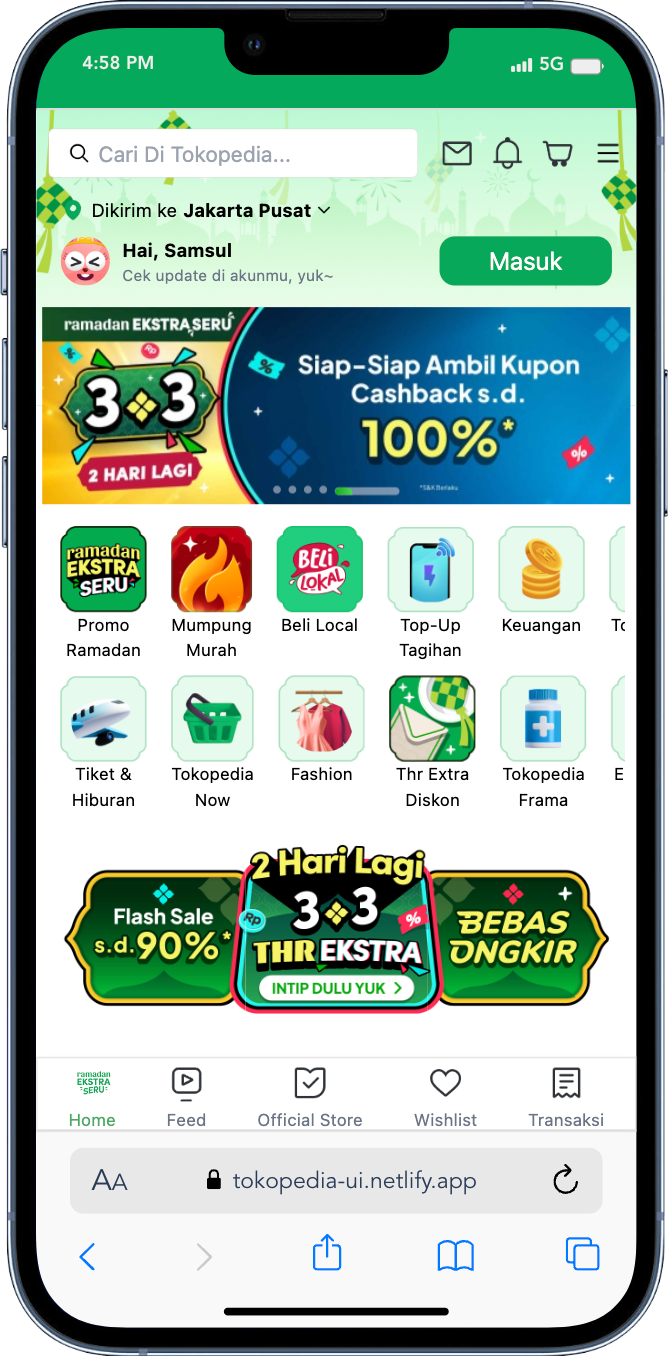 4:58 PM
5G
Cari Di Tokopedia...
Dikirim ke Jakarta Pusat
Hai, Samsul
Cek update di akunmu, yuk~
Masuk
ramadan EKSTRA SERU
3 3
2 HARI LAGI
Rp
%
Siap-Siap Ambil Kupon
Cashback s.d.
100%*
%
*S&K Berlaku
ramadan
EKSTRA
SERU
BELi
LOKAL
Promo
Ramadan
Mumpung
Murah
Beli Local
Top-Up
Tagihan
Keuangan
Tiket &
Hiburan
Tokopedia
Now
Fashion
Thr Extra
Diskon
Tokopedia
Frama
E
Flash Sale
s.d.90%*
2 Hari Lagi
3 3
Rp
%
THR EKSTRA
INTIP DULU YUK >
BEBAS
ONGKIR
ramadan
EKSTRA
SERU
Home
Feed
Official Store
Wishlist
Transaksi
AA
tokopedia-ui.netlify.app